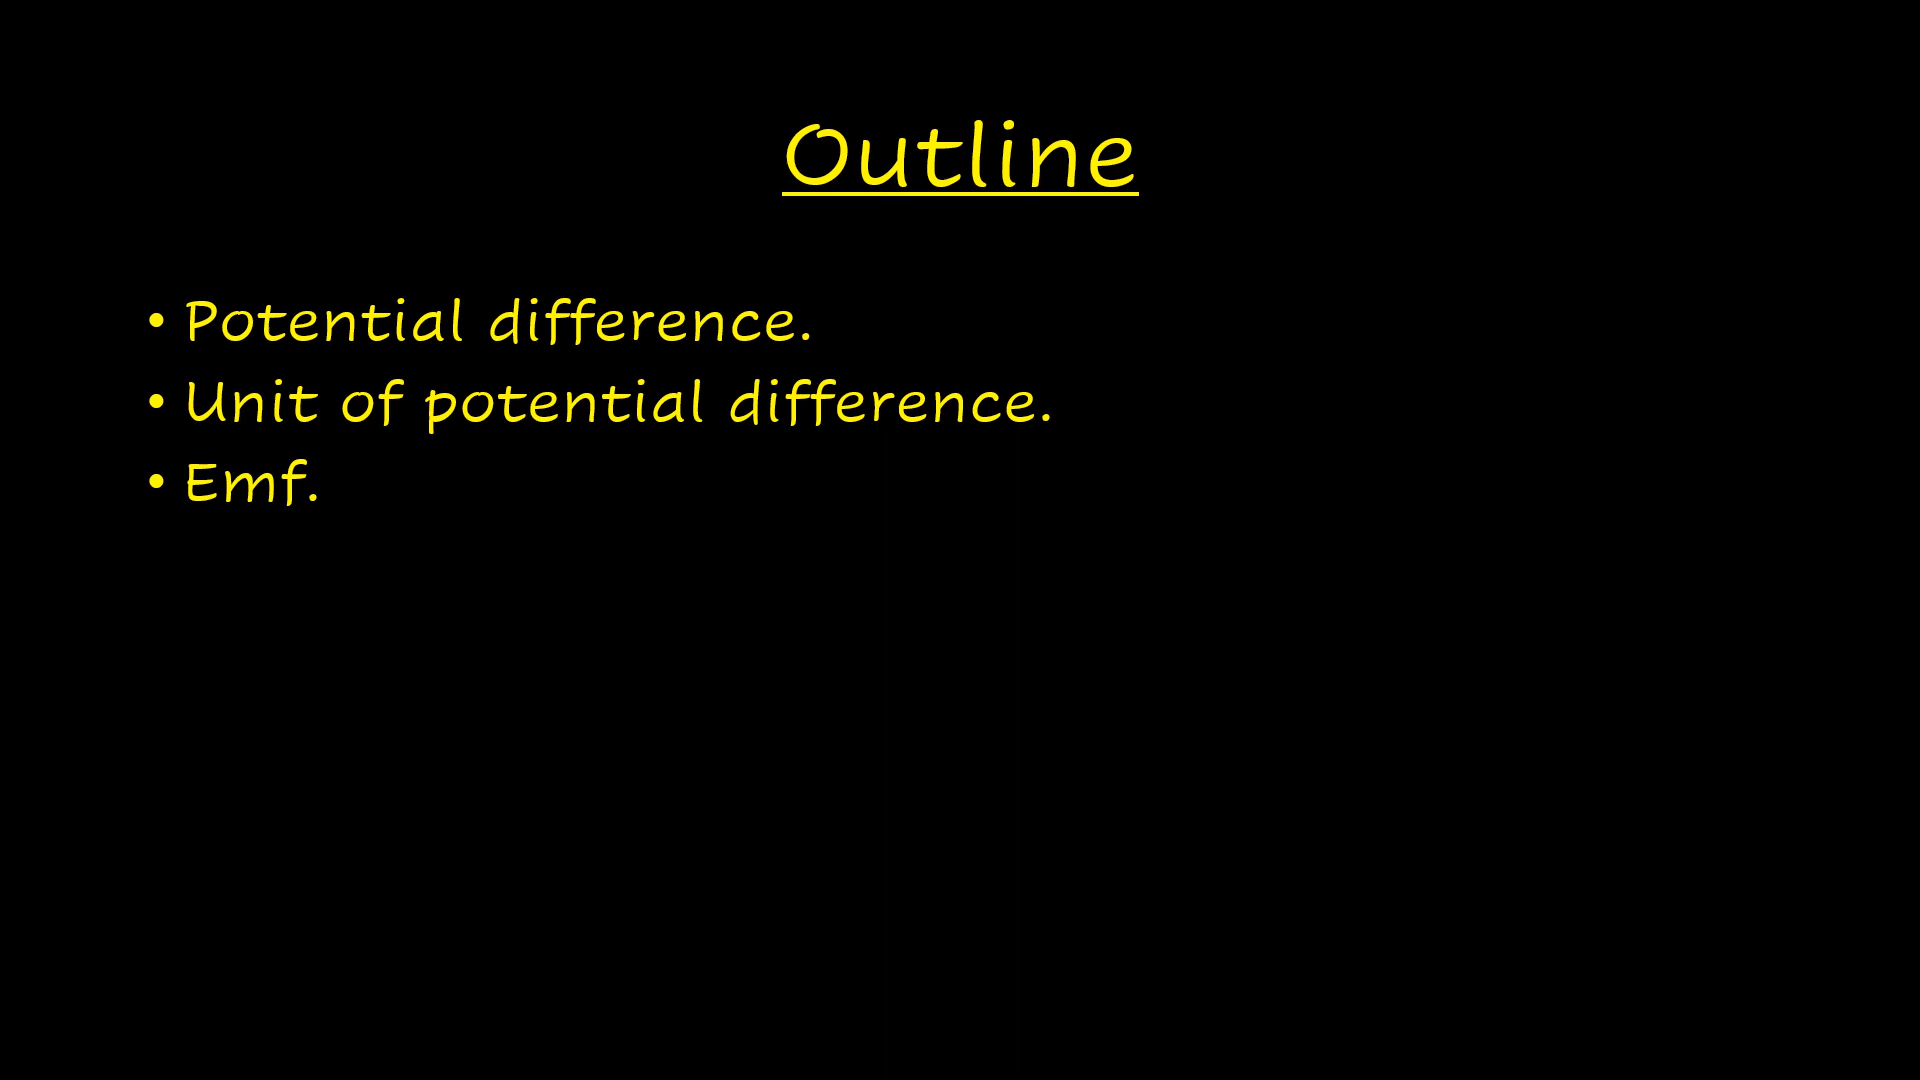 Outline
• Potential difference.
• Unit of potential difference.
• Emf.